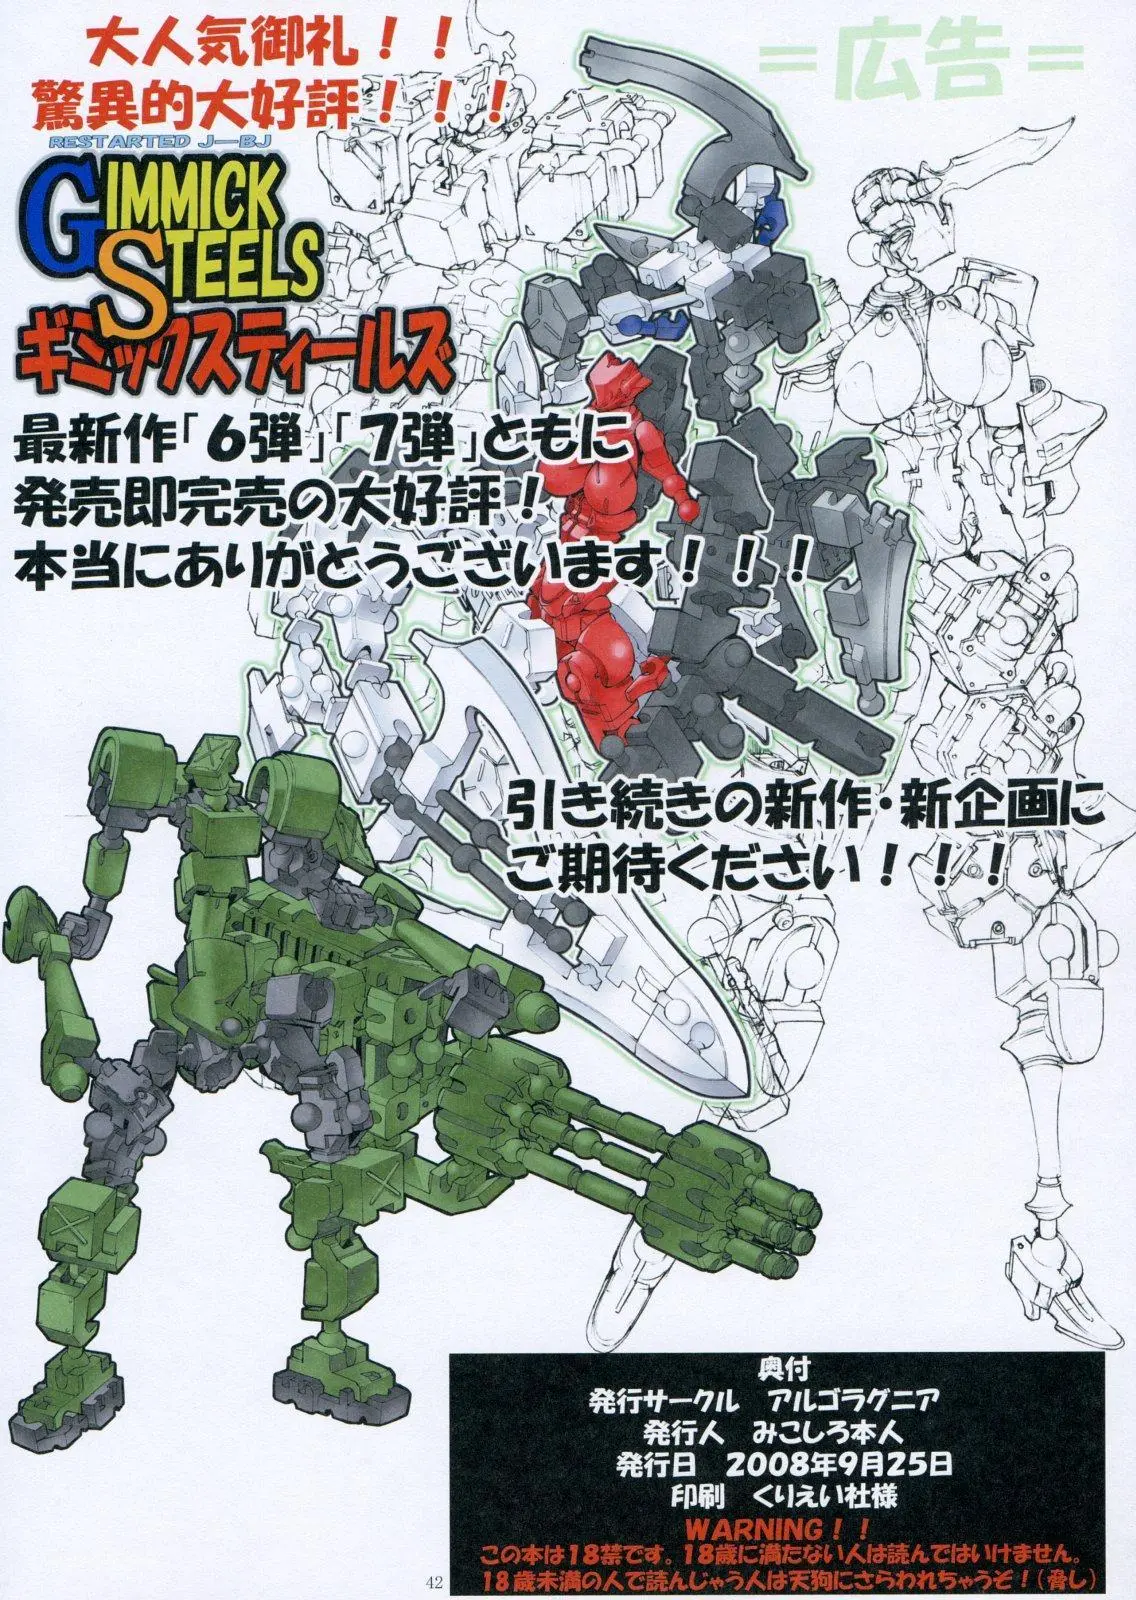 大人気御礼！！
驚異的大好評！！！
＝広告＝
RESTARTED J—BJ
GIMMICK
STEELS
ギミックスティールズ
最新作「６弾」「７弾」ともに
発売即完売の大好評！
本当にありがとうございます！！！
引き続きの新作・新企画に
ご期待ください！！！
奥付
発行サークル　アルゴラグニア
発行人　みこしろ本人
発行日　２００８年９月２５日
印刷　くりえい社様
WARNING！！
この本は１８禁です。１８歳に満たない人は読んではいけません。
１８歳未満の人で読んじゃう人は天狗にさらわれちゃうぞ！（脅し）
42